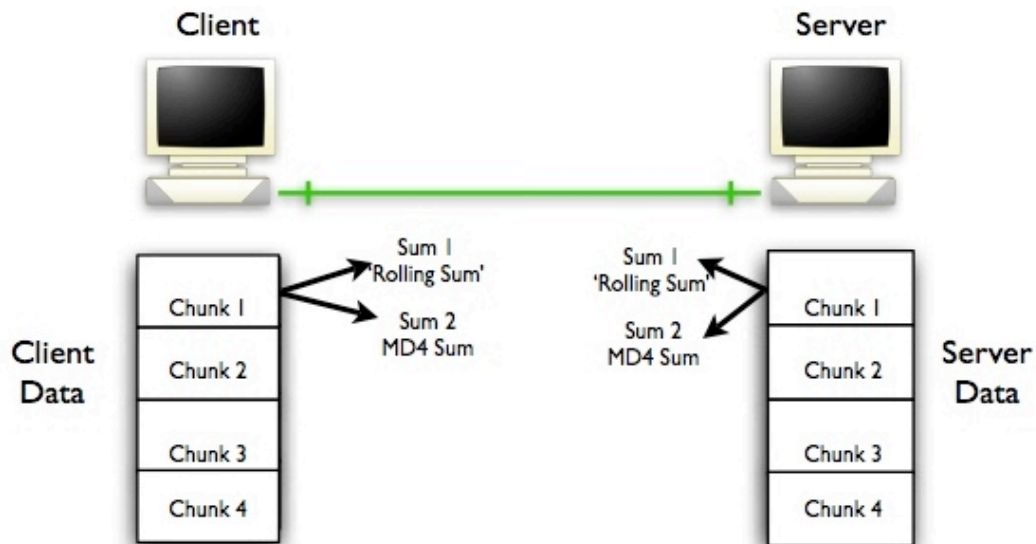 Client
Server
Sum 1
'Rolling Sum'
Sum 2
MD4 Sum
Sum 1
'Rolling Sum'
Sum 2
MD4 Sum
Client
Data
Chunk 1
Chunk 2
Chunk 3
Chunk 4
Chunk 1
Chunk 2
Chunk 3
Chunk 4
Server
Data